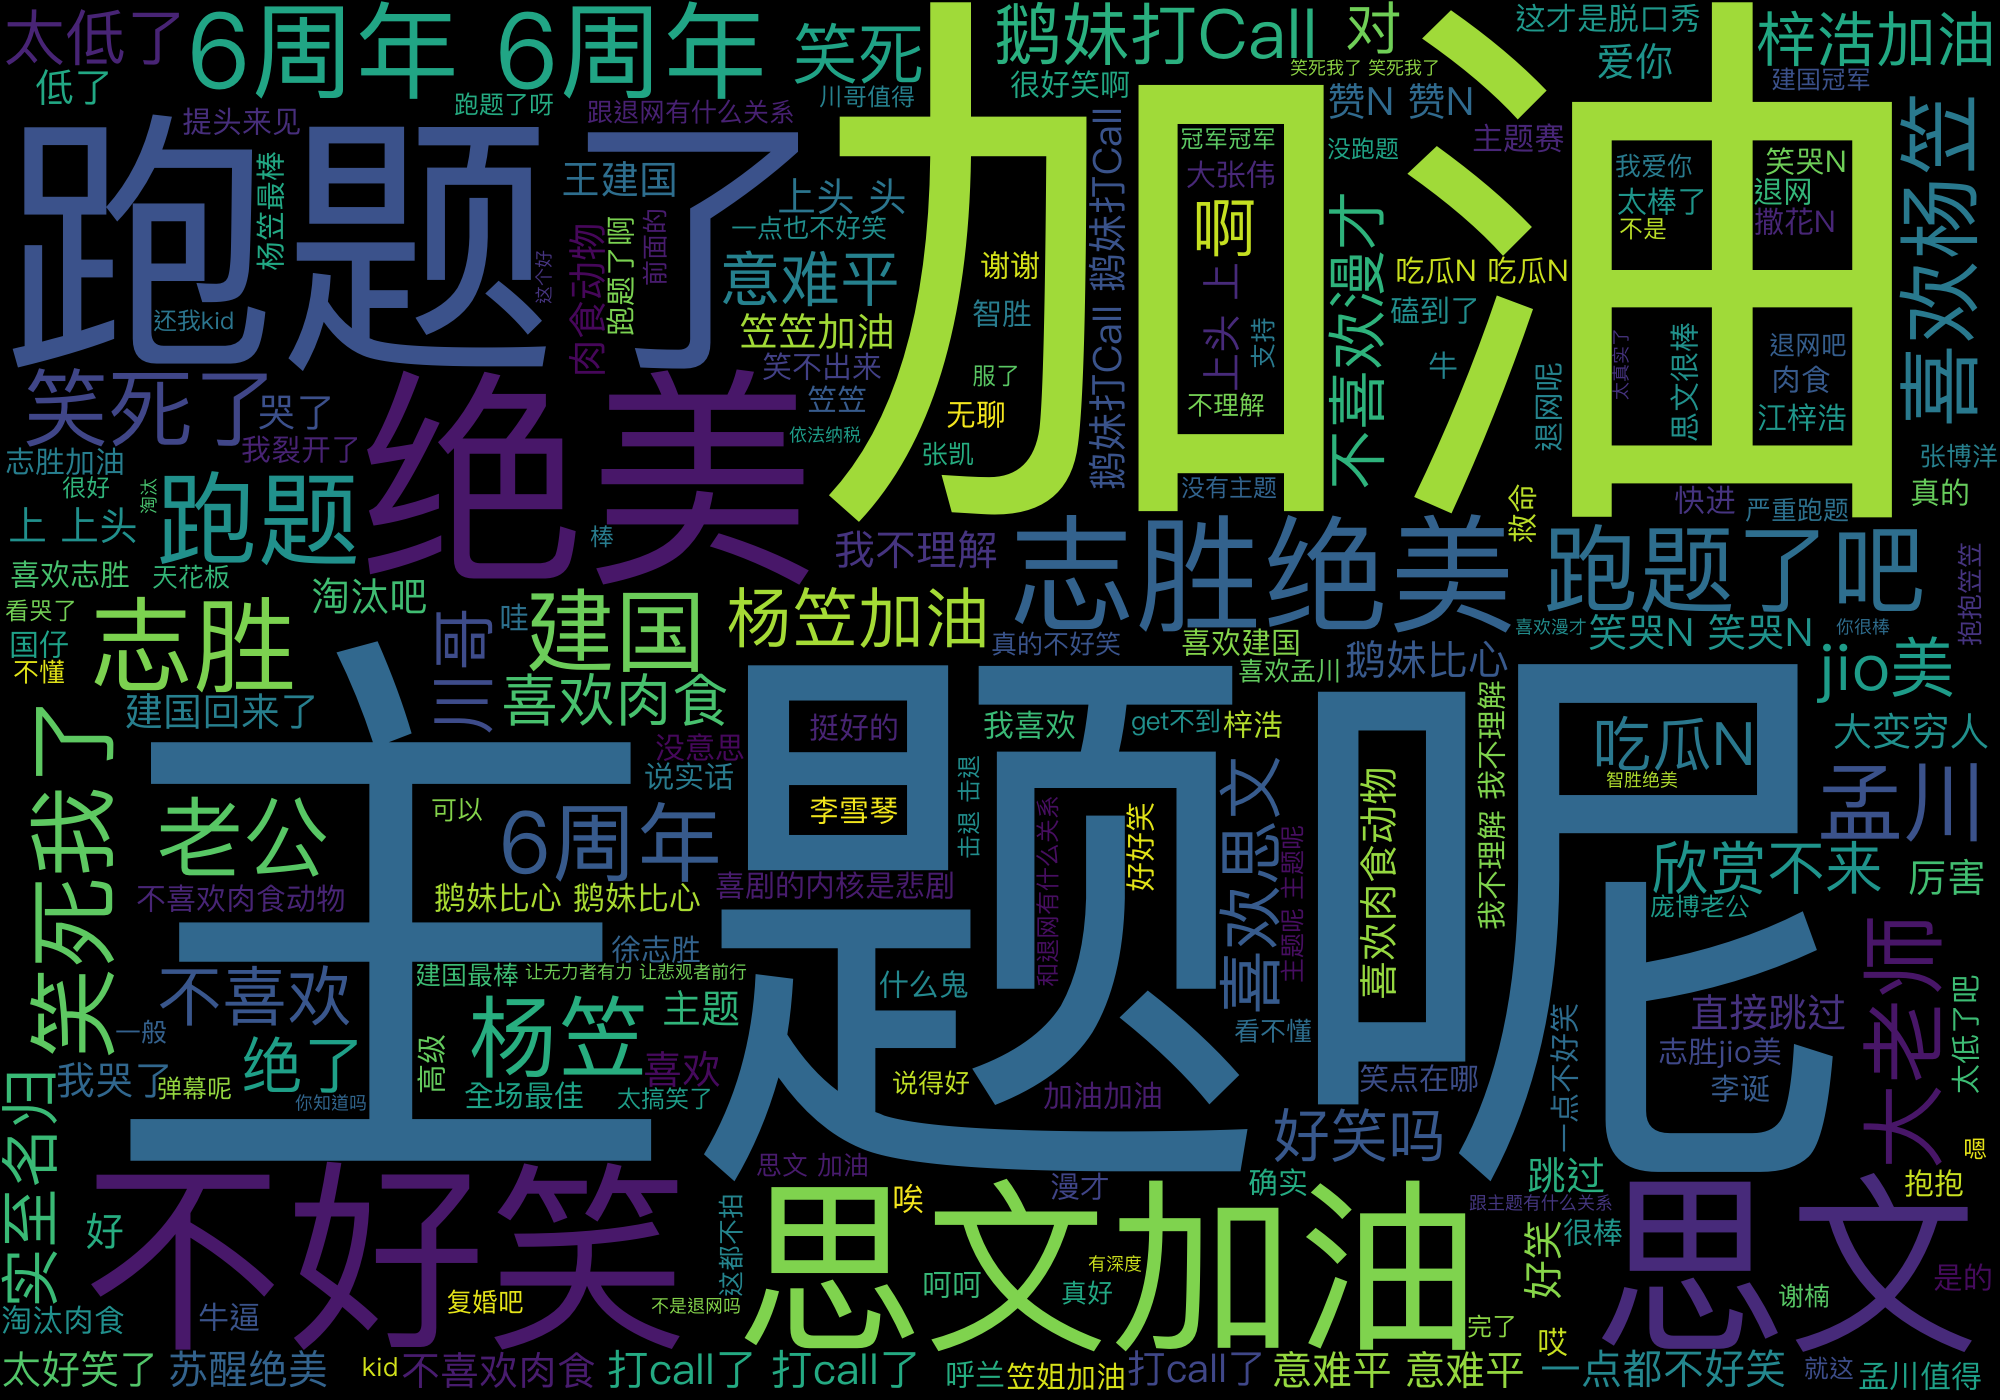 太低了
6周年 6周年
笑死
鹅妹打Call
对
这才是脱口秀
梓浩加油
低了
跑题了呀
跟退网有什么关系
川哥值得
很好笑啊
笑死我了 笑死我了
爱你
建国冠军
提头来见
赞N 赞N
主题赛
加油
跑题了
杨笠最棒
王建国
上头 头
一点也不好笑
鹅妹打Call 鹅妹打Call
冠军冠军
大张伟
没跑题
我爱你
太棒了
不是
笑哭N
退网
撒花N
喜欢杨笠
还我kid
这个好
肉食动物
跑题了啊
前面的
意难平
谢谢
智胜
啊
上头 上
支持
不喜欢漫才
吃瓜N 吃瓜N
磕到了
牛
退网呢
太真实了
思文很棒
退网吧
肉食
江梓浩
笠笠加油
笑不出来
笠笠
依法纳税
服了
无聊
张凯
不理解
没有主题
笑死了
哭了
我裂开了
绝美
志胜加油
很好
淘汰
跑题
上 上头
棒
救命
快进
严重跑题
张博洋
真的
我不理解
志胜绝美
跑题了吧
抱抱笠笠
喜欢志胜
天花板
淘汰吧
看哭了
国仔
不懂
志胜
川哥
哇
建国
杨笠加油
真的不好笑
喜欢建国
喜欢孟川
鹅妹比心
喜欢漫才
笑哭N 笑哭N
你很棒
jio美
建国回来了
喜欢肉食
主题呢
没意思
说实话
挺好的
我喜欢
get不到
梓浩
我不理解 我不理解
吃瓜N
智胜绝美
大变穷人
孟川
笑死我了
老公
可以
6周年
李雪琴
击退 击退
和退网有什么关系
好好笑
喜欢思文
主题呢 主题呢
喜欢肉食动物
欣赏不来
庞博老公
厉害
不喜欢肉食动物
鹅妹比心 鹅妹比心
喜剧的内核是悲剧
徐志胜
不喜欢
建国最棒
让无力者有力 让悲观者前行
什么鬼
看不懂
直接跳过
大老师
一般
绝了
高级
杨笠
主题
喜欢
说得好
加油加油
笑点在哪
一点不好笑
志胜jio美
李诞
太低了吧
我哭了
弹幕呢
你知道吗
全场最佳
太搞笑了
实至名归
好
不好笑
思文 加油
漫才
确实
好笑吗
跳过
嗯
抱抱
这都不拍
思文加油
唉
有深度
呵呵
真好
跟主题有什么关系
好笑
很棒
思文
谢楠
是的
淘汰肉食
牛逼
复婚吧
不是退网吗
完了
哎
太好笑了
苏醒绝美
kid
不喜欢肉食
打call了 打call了
呼兰
笠姐加油
打call了
意难平 意难平
一点都不好笑
就这
孟川值得